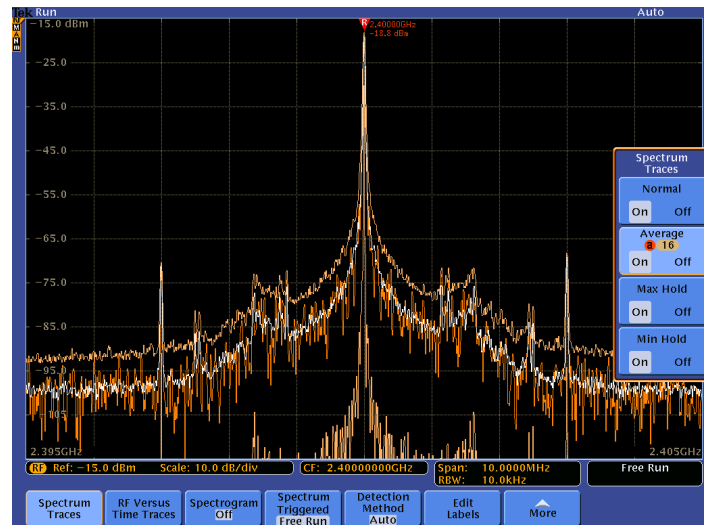 Tek Run Auto
RF
M
A
n
m
-15.0 dBm
R 2.40000GHz
-18.8 dBm
-25.0
-35.0
-45.0
-55.0
-65.0
-75.0
-85.0
-95.0
-105
Spectrum
Traces
Normal
On Off
Average
a 16
On Off
Max Hold
On Off
Min Hold
On Off
2.395GHz 2.405GHz
RF Ref: -15.0 dBm Scale: 10.0 dB/div CF: 2.40000000GHz Span: 10.0000MHz Free Run
RBW: 10.0kHz
Spectrum
Traces
RF Versus
Time Traces
Spectrogram
Off
Spectrum
Triggered
Free Run
Detection
Method
Auto
Edit
Labels
More